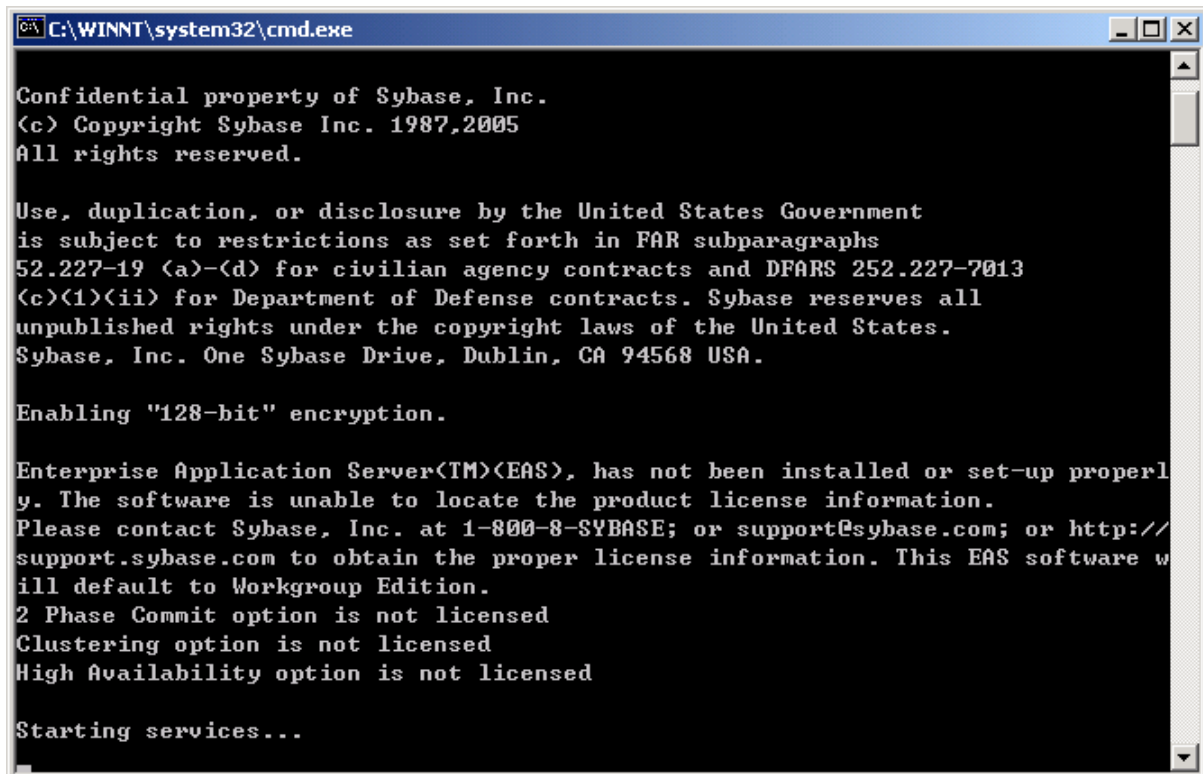 C:\WINNT\system32\cmd.exe
Confidential property of Sybase, Inc.
(c) Copyright Sybase Inc. 1987,2005
All rights reserved.
Use, duplication, or disclosure by the United States Government
is subject to restrictions as set forth in FAR subparagraphs
52.227-19 (a)-(d) for civilian agency contracts and DFARS 252.227-7013
(c)(1)(ii) for Department of Defense contracts. Sybase reserves all
unpublished rights under the copyright laws of the United States.
Sybase, Inc. One Sybase Drive, Dublin, CA 94568 USA.
Enabling "128-bit" encryption.
Enterprise Application Server(TM)(EAS), has not been installed or set-up properl
y. The software is unable to locate the product license information.
Please contact Sybase, Inc. at 1-800-8-SYBASE; or support@sybase.com; or http://
support.sybase.com to obtain the proper license information. This EAS software w
ill default to Workgroup Edition.
2 Phase Commit option is not licensed
Clustering option is not licensed
High Availability option is not licensed
Starting services...